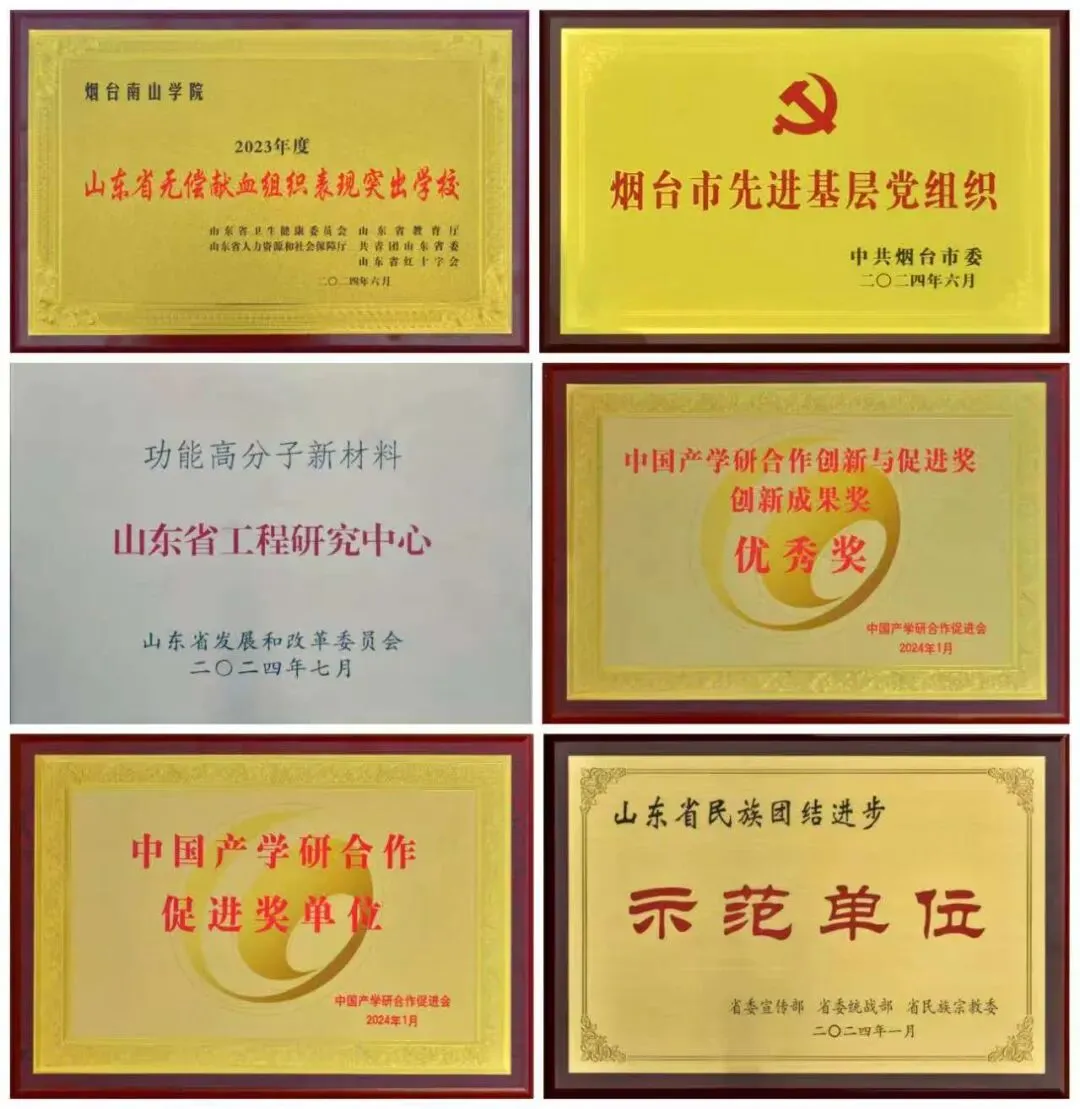 烟台南山学院
2023年度
山东省无偿献血组织表现突出学校
山东省卫生健康委员会 山东省教育厅
山东省人力资源和社会保障厅 共青团山东省委
山东省红十字会
二〇二四年六月
烟台市先进基层党组织
中共烟台市委
二〇二四年六月
功能高分子新材料
山东省工程研究中心
山东省发展和改革委员会
二〇二四年七月
中国产学研合作创新与促进奖
创新成果奖
优秀奖
中国产学研合作促进会
2024年1月
中国产学研合作
促进奖单位
中国产学研合作促进会
2024年1月
山东省民族团结进步
示范单位
省委宣传部 省委统战部 省民族宗教委
二〇二四年一月